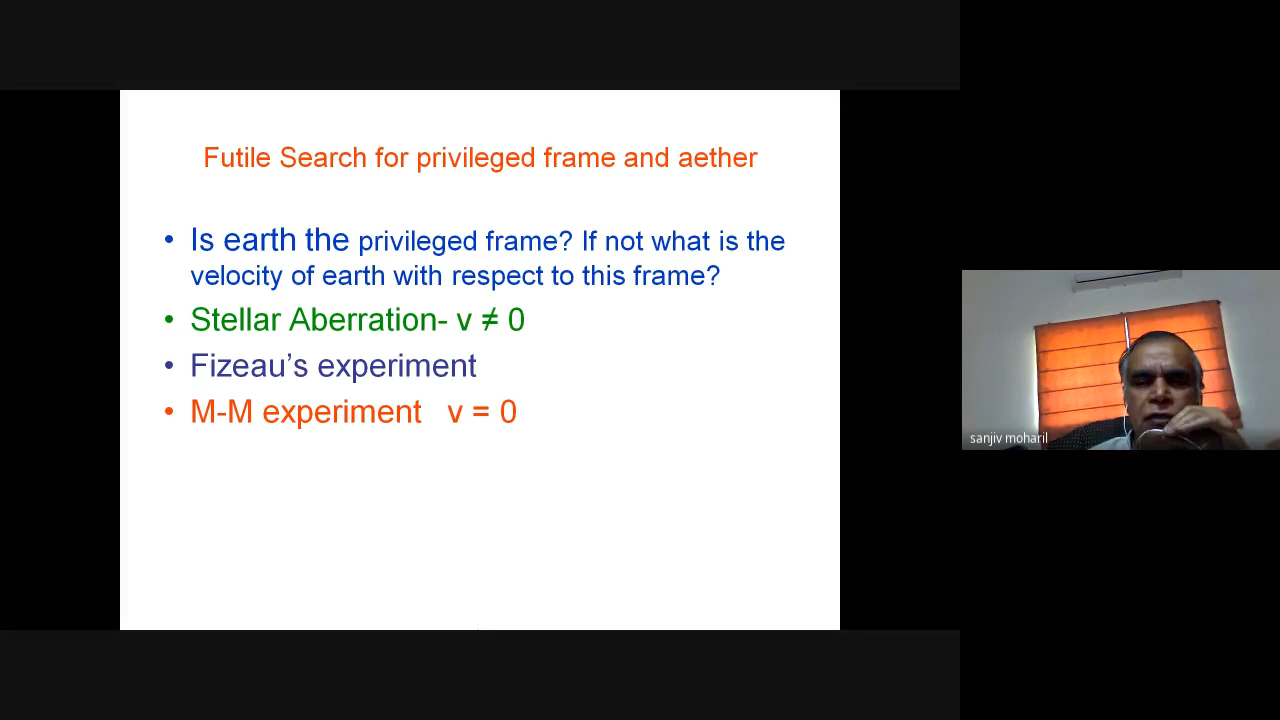 Futile Search for privileged frame and aether
• Is earth the privileged frame? If not what is the
velocity of earth with respect to this frame?
• Stellar Aberration- v ≠ 0
• Fizeau’s experiment
• M-M experiment v = 0
sanjiv moharil